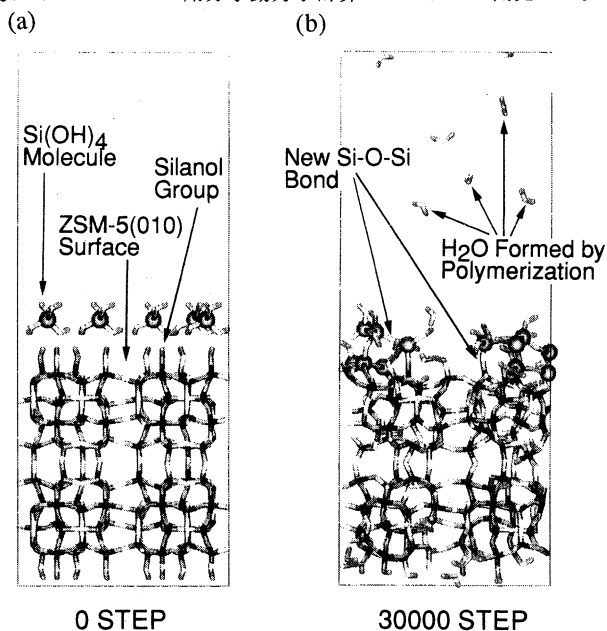 (a)
(b)
Si(OH)4
Molecule
Silanol
Group
ZSM-5(010)
Surface
New Si-O-Si
Bond
H2O Formed by
Polymerization
0 STEP
30000 STEP